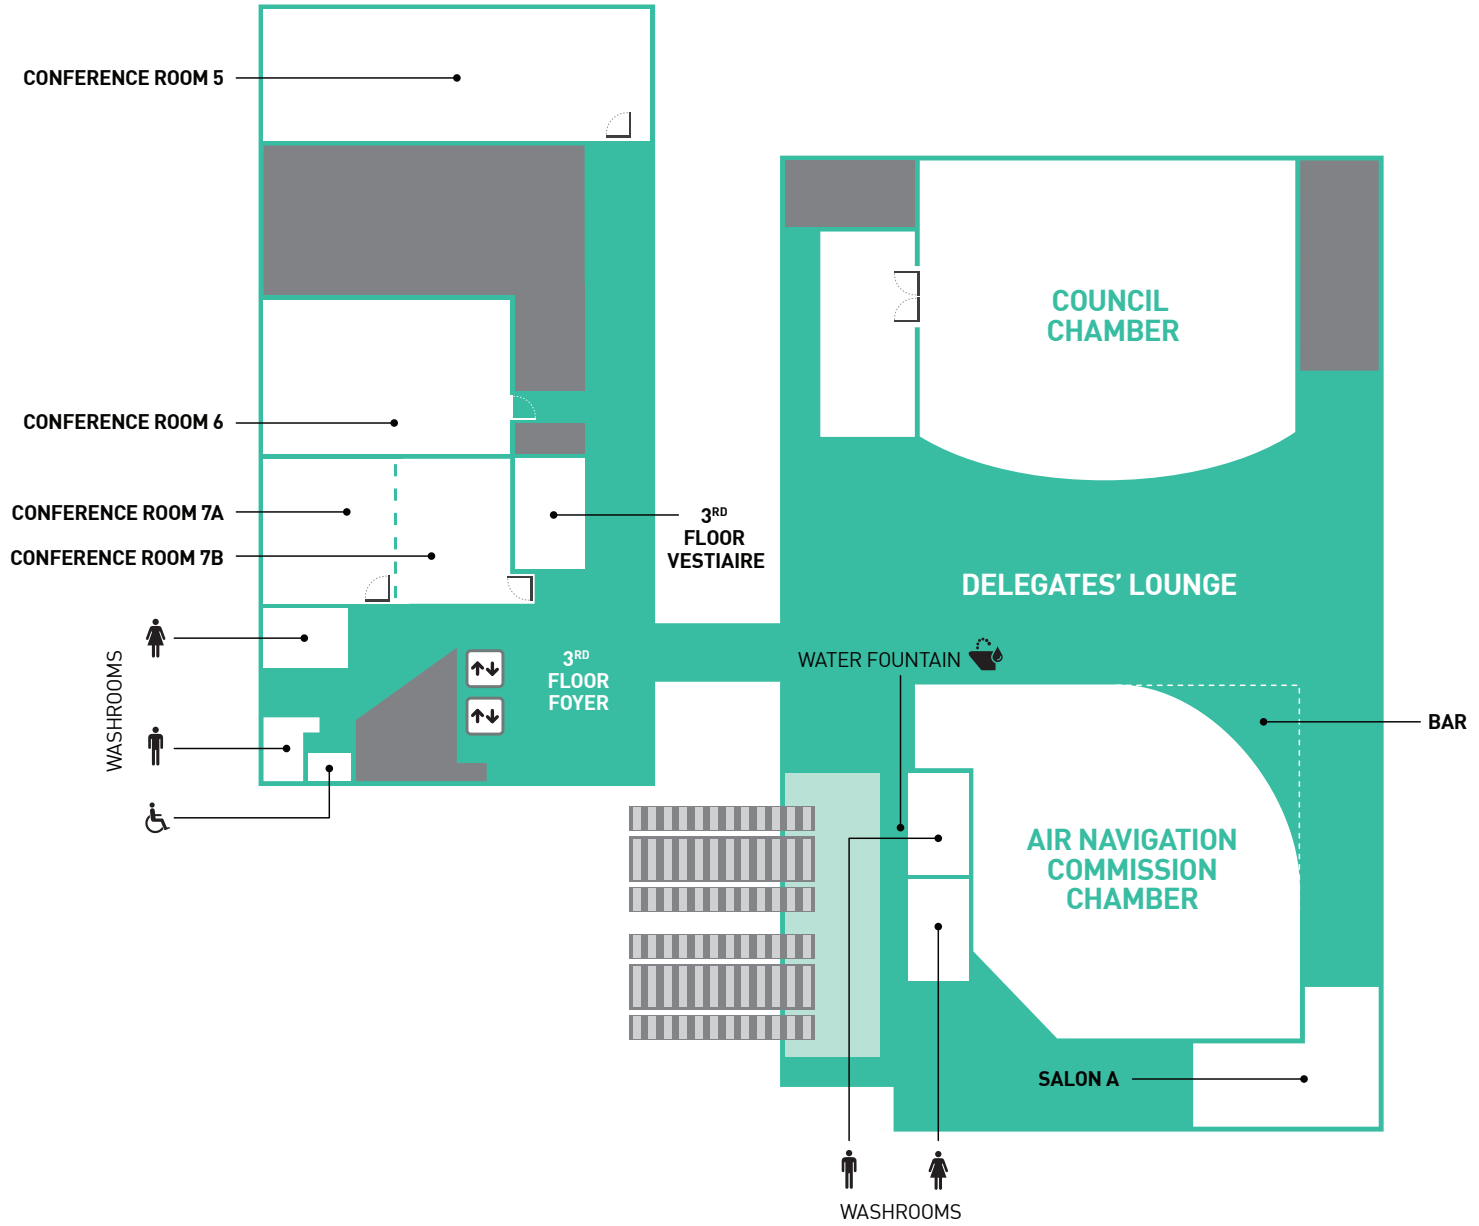 CONFERENCE ROOM 5
COUNCIL
CHAMBER
CONFERENCE ROOM 6
CONFERENCE ROOM 7A
CONFERENCE ROOM 7B
3RD
FLOOR
VESTIAIRE
DELEGATES’ LOUNGE
WASHROOMS
3RD
FLOOR
FOYER
WATER FOUNTAIN
BAR
AIR NAVIGATION
COMMISSION
CHAMBER
SALON A
WASHROOMS